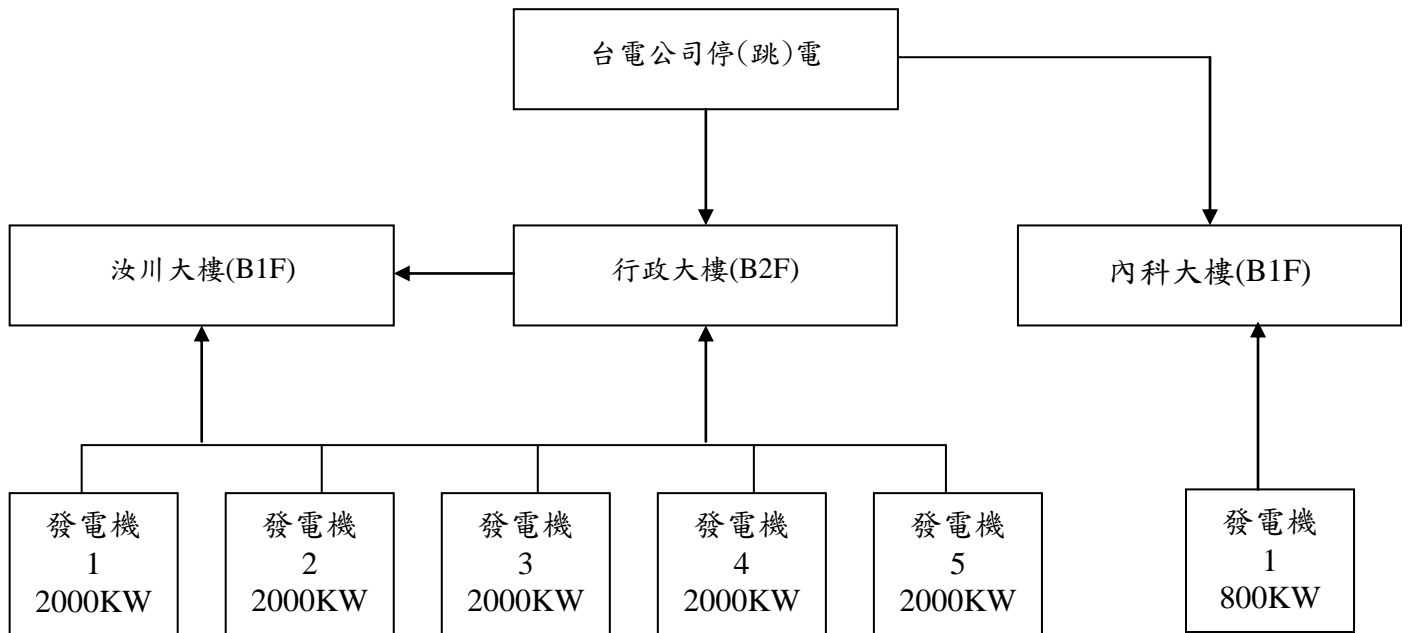 台電公司停(跳)電
汝川大樓(B1F)
行政大樓(B2F)
內科大樓(B1F)
發電機
1
2000KW
發電機
2
2000KW
發電機
3
2000KW
發電機
4
2000KW
發電機
5
2000KW
發電機
1
800KW